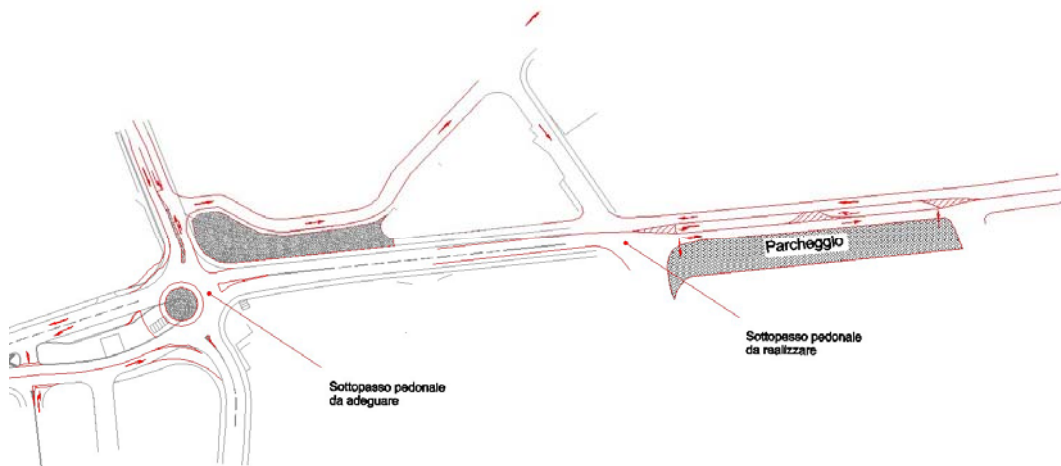 Parcheggio
Sottopasso pedonale
da realizzare
Sottopasso pedonale
da adeguare